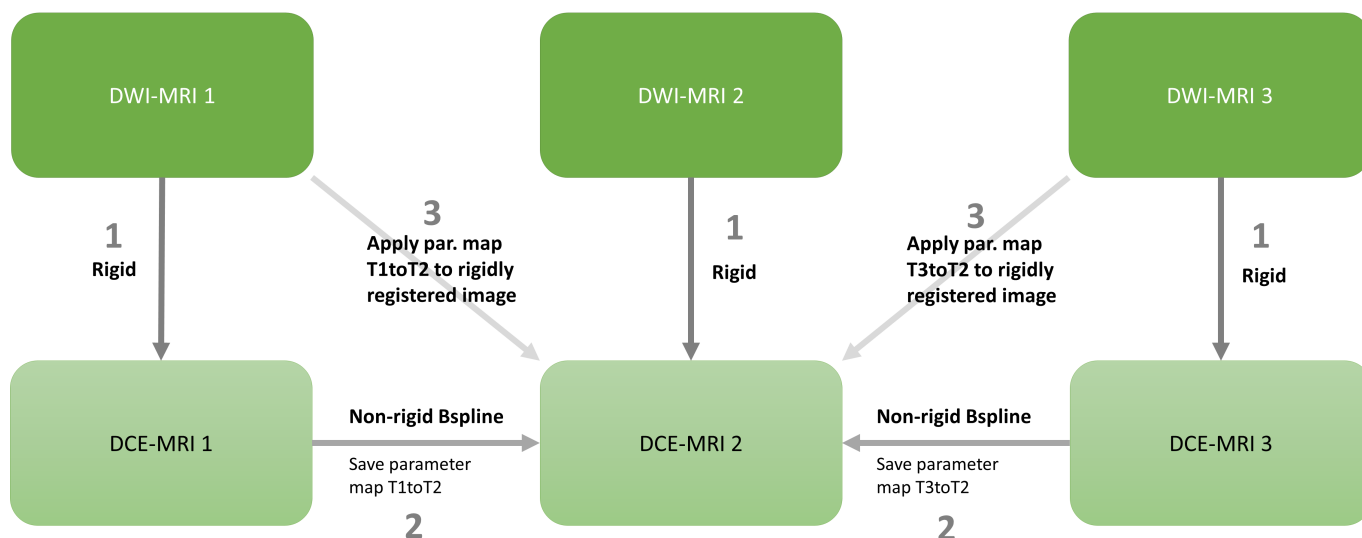 DWI-MRI 1
DWI-MRI 2
DWI-MRI 3
1
Rigid
3
Apply par. map
T1toT2 to rigidly
registered image
1
Rigid
3
Apply par. map
T3toT2 to rigidly
registered image
1
Rigid
DCE-MRI 1
Non-rigid Bspline
Save parameter
map T1toT2
2
DCE-MRI 2
Non-rigid Bspline
Save parameter
map T3toT2
2
DCE-MRI 3